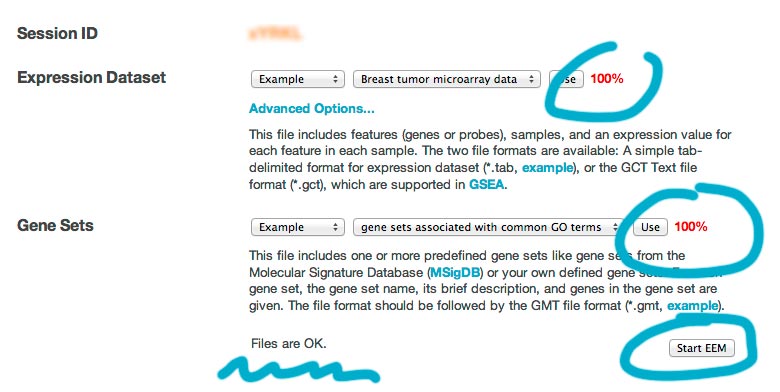 Session ID
Expression Dataset Example Breast tumor microarray data Use 100%
Advanced Options...
This file includes features (genes or probes), samples, and an expression value for
each feature in each sample. The two file formats are available: A simple tab-
delimited format for expression dataset (*.tab, example), or the GCT Text file
format (*.gct), which are supported in GSEA.
Gene Sets Example gene sets associated with common GO terms Use 100%
This file includes one or more predefined gene sets like gene sets from the
Molecular Signature Database (MSigDB) or your own defined gene sets.
gene set, the gene set name, its brief description, and genes in the gene set are
given. The file format should be followed by the GMT file format (*.gmt, example).
Files are OK. Start EEM